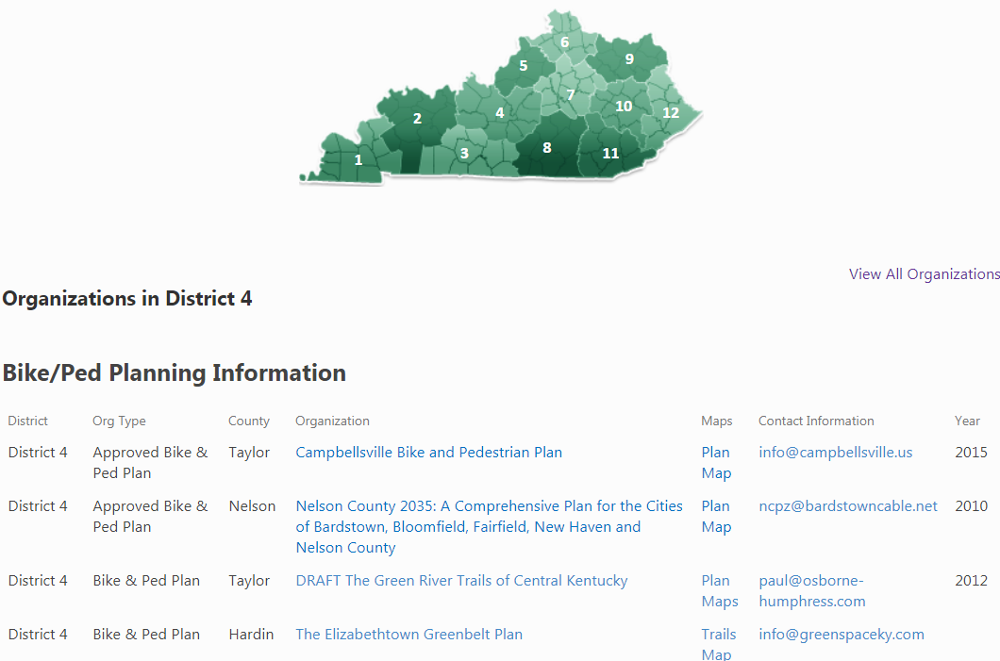 6
5
9
7
10
4
12
2
8
11
3
1
View All Organizations
Organizations in District 4
Bike/Ped Planning Information
District Org Type County Organization Maps Contact Information Year
District 4 Approved Bike & Taylor Campbellsville Bike and Pedestrian Plan Plan info@campbellsville.us 2015
Ped Plan Map
District 4 Approved Bike & Nelson Nelson County 2035: A Comprehensive Plan for the Cities Plan ncpz@bardstowncable.net 2010
Ped Plan of Bardstown, Bloomfield, Fairfield, New Haven and Map
Nelson County
District 4 Bike & Ped Plan Taylor DRAFT The Green River Trails of Central Kentucky Plan paul@osborne- 2012
Maps humphress.com
District 4 Bike & Ped Plan Hardin The Elizabethtown Greenbelt Plan Trails info@greenspaceky.com
Map